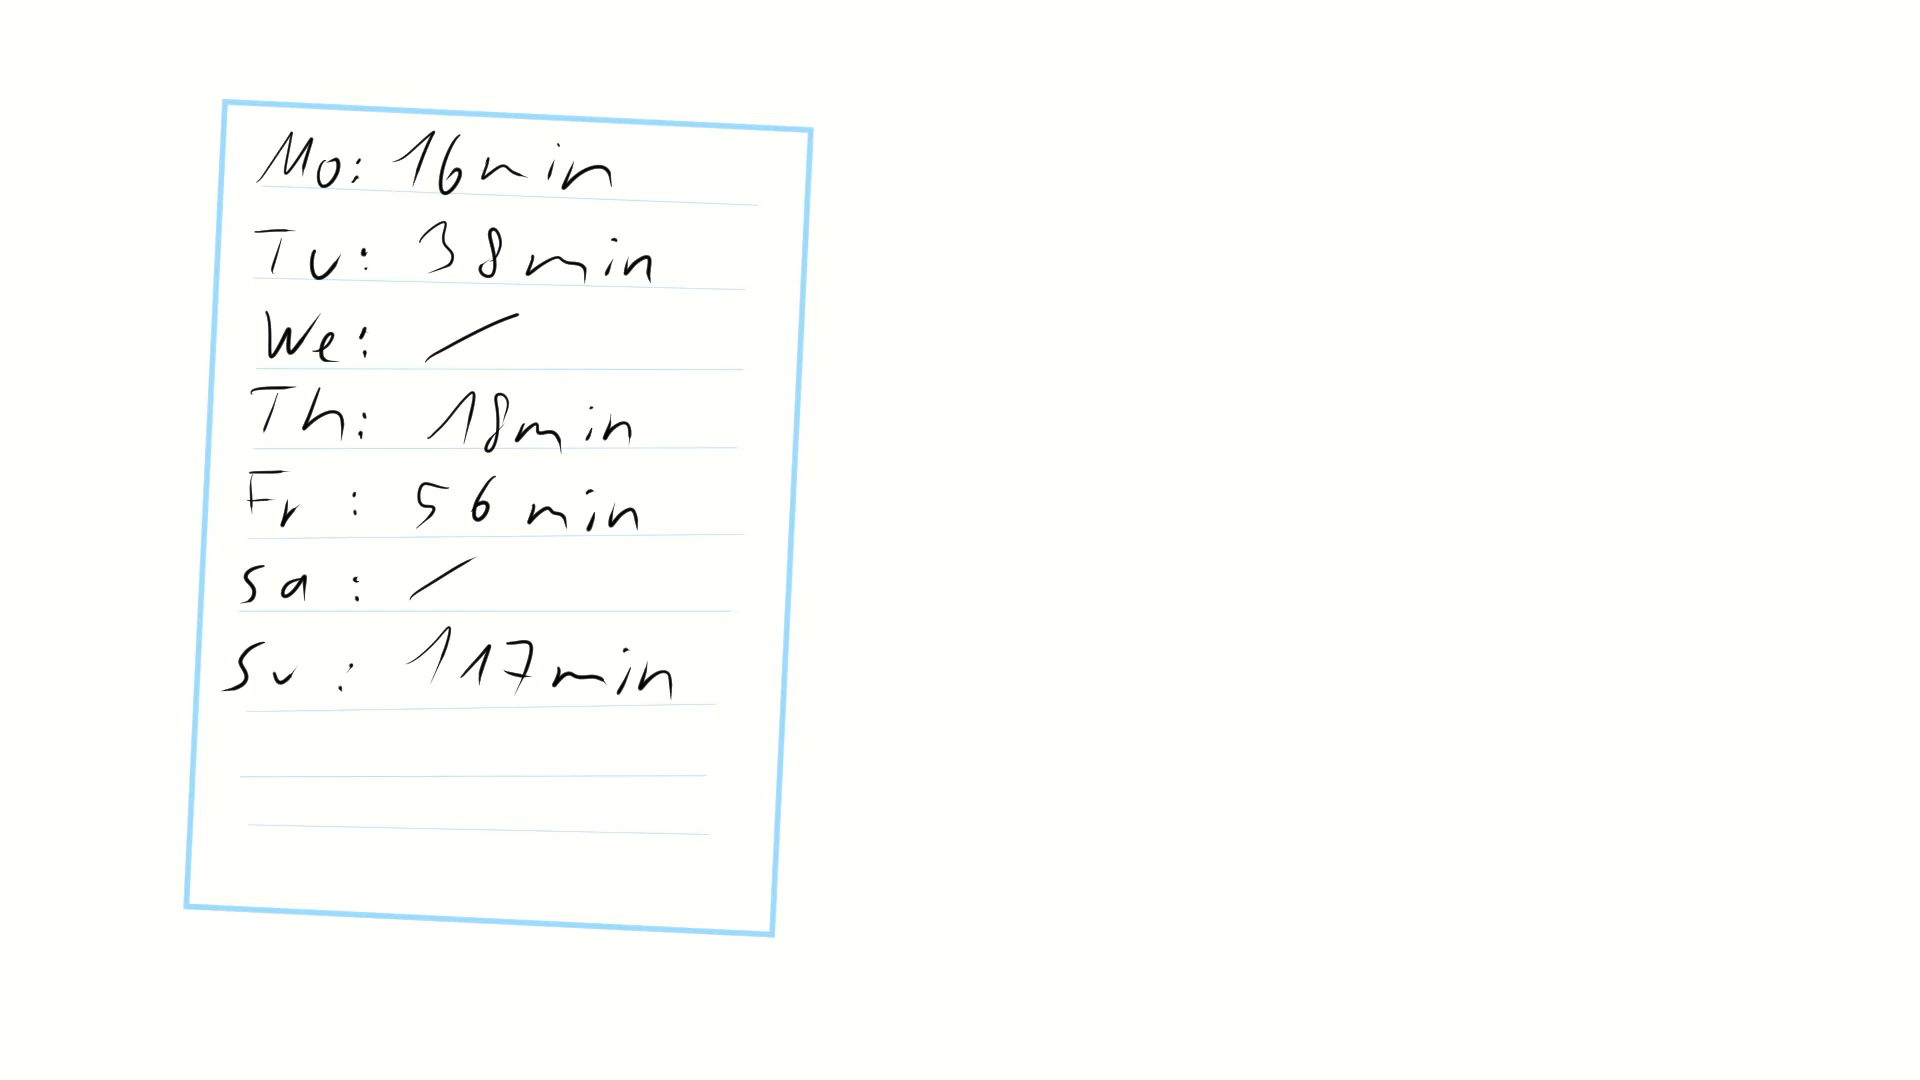 Mo: 16min
Tu: 38min
We: /
Th: 18min
Fr: 56min
Sa: /
Su: 117min